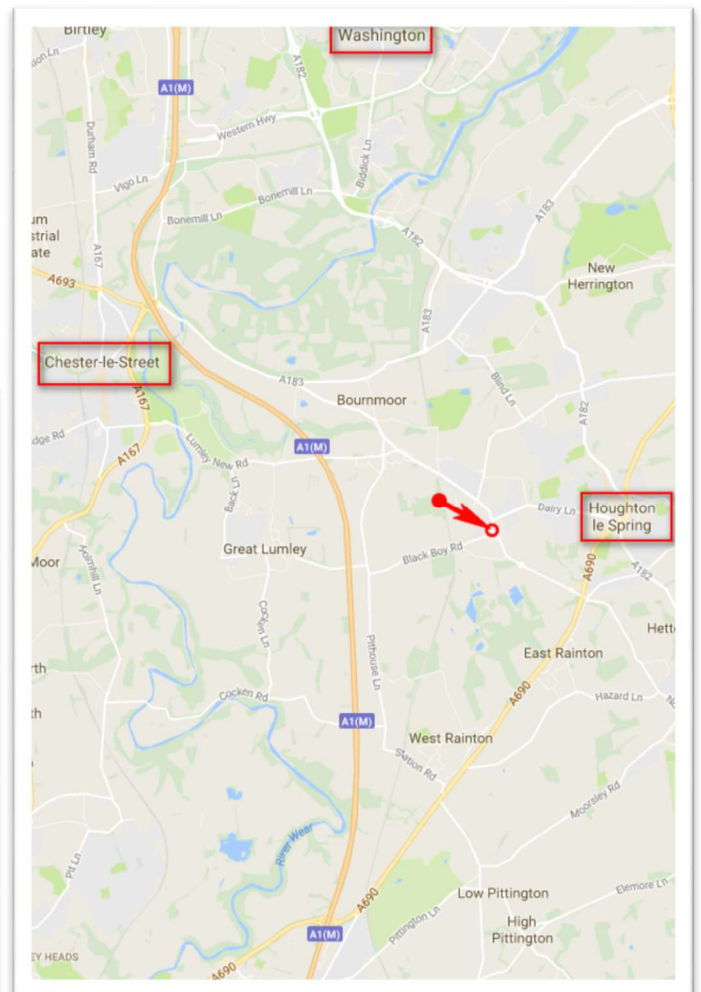 Birtley
Washington
A1(M)
A182
Western Hwy
Durham Rd
Biddick Ln
Vigo Ln
Bonemill Ln
Bonemill Ln
A183
um
strial
ate
A167
A182
A693
New
Herrington
A183
Chester-le-Street
A183
Blind Ln
A167
Bournmoor
A182
dge Rd
A167
Lumley New Rd
A1(M)
Back Ln
Dairy Ln
Houghton
le Spring
Great Lumley
Black Boy Rd
Moor
Holmhill Ln
A690
A182
Cocken Ln
Hett
Pithouse Ln
East Rainton
rth
Cocken Rd
A690
Hazard Ln
th
A1(M)
West Rainton
Station Rd
Moorsley Rd
River Wear
Pit Ln
A690
Low Pittington
Elemore Ln
High
Pittington
Pittington Ln
A1(M)
EY HEADS
A690